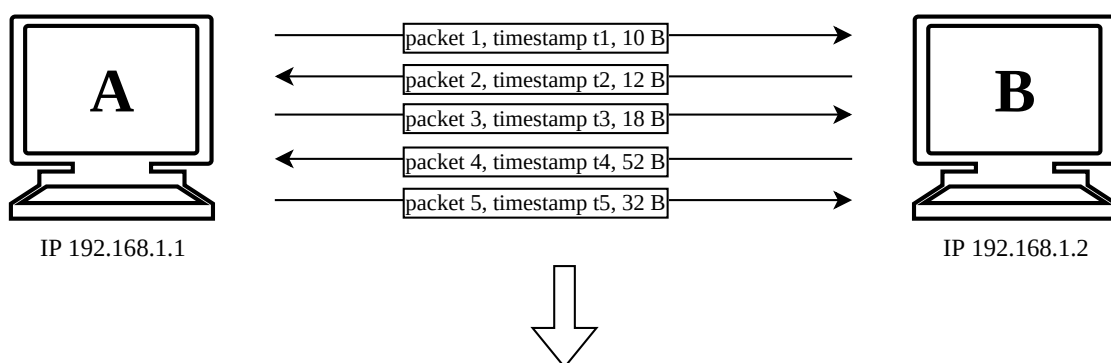 A
B
packet 1, timestamp t1, 10 B
packet 2, timestamp t2, 12 B
packet 3, timestamp t3, 18 B
packet 4, timestamp t4, 52 B
packet 5, timestamp t5, 32 B
IP 192.168.1.1
IP 192.168.1.2